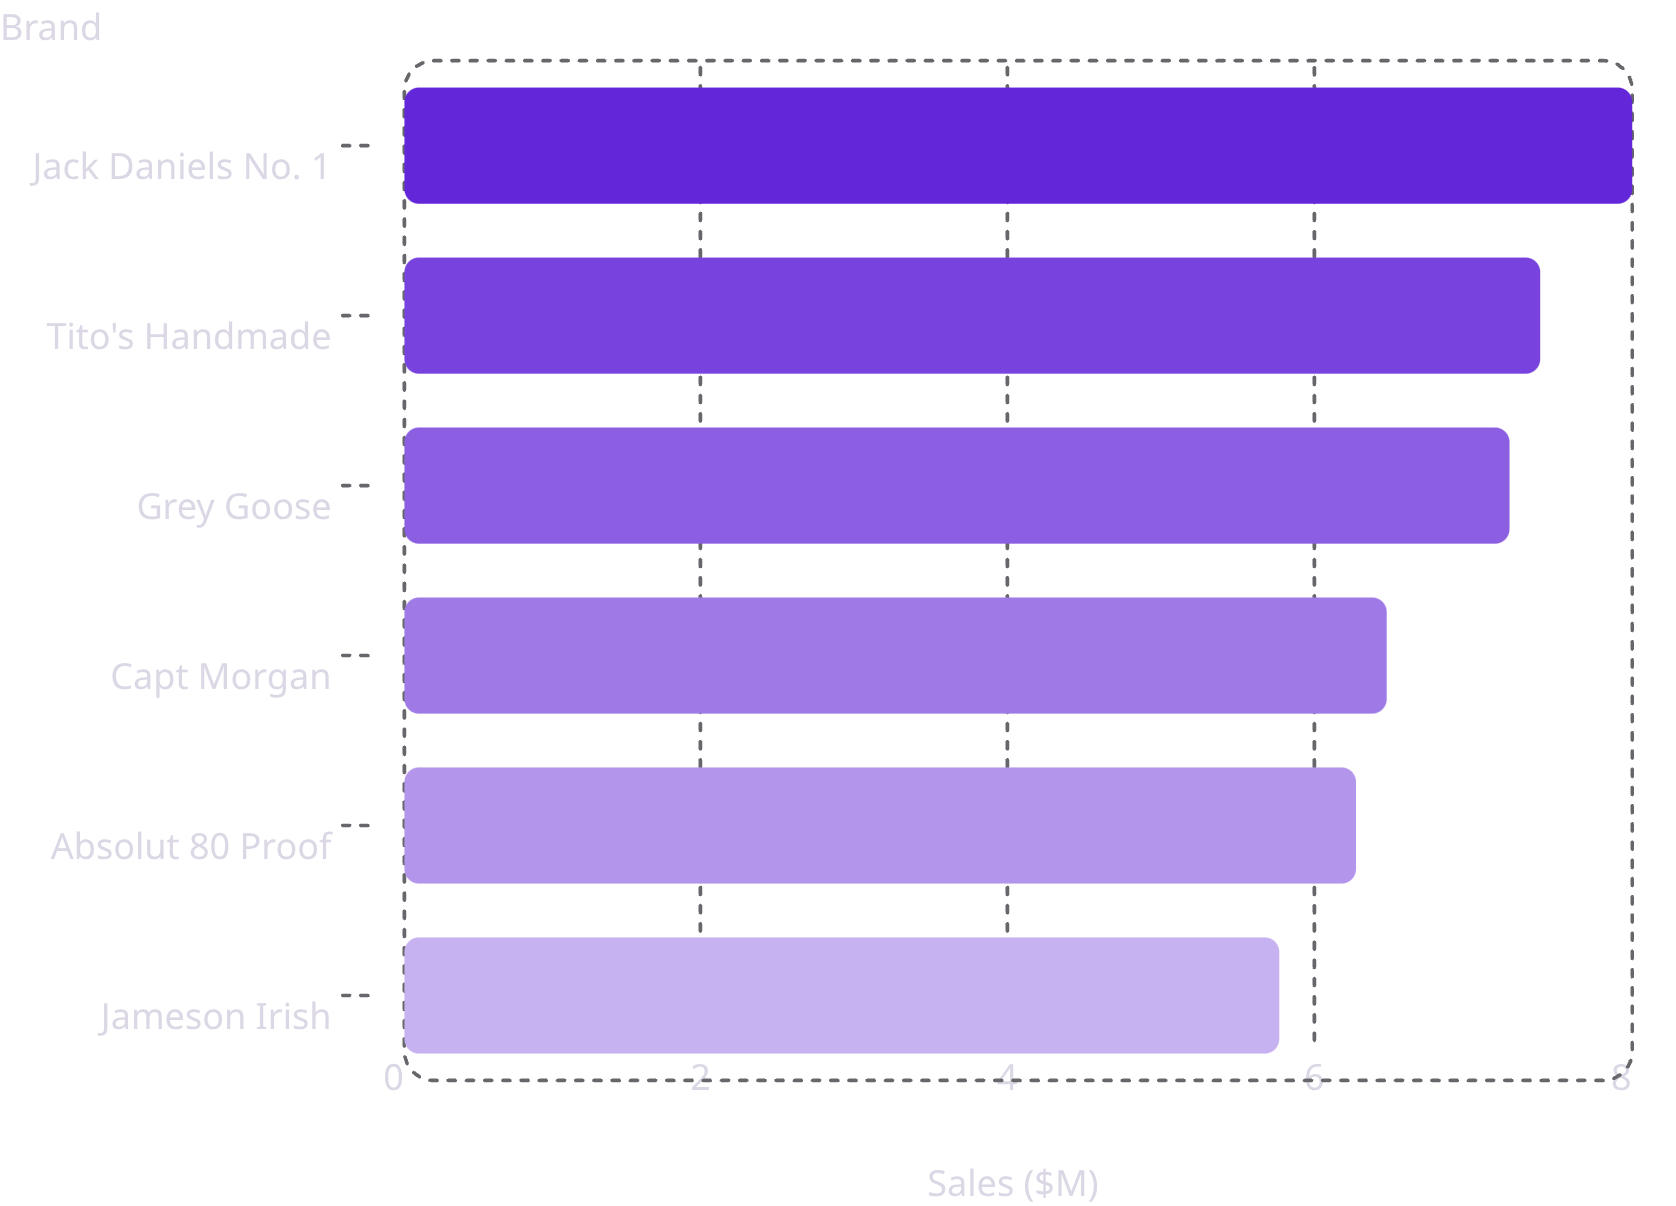 Brand
Jack Daniels No. 1
Tito's Handmade
Grey Goose
Capt Morgan
Absolut 80 Proof
Jameson Irish
0 2 4 6 8
Sales ($M)